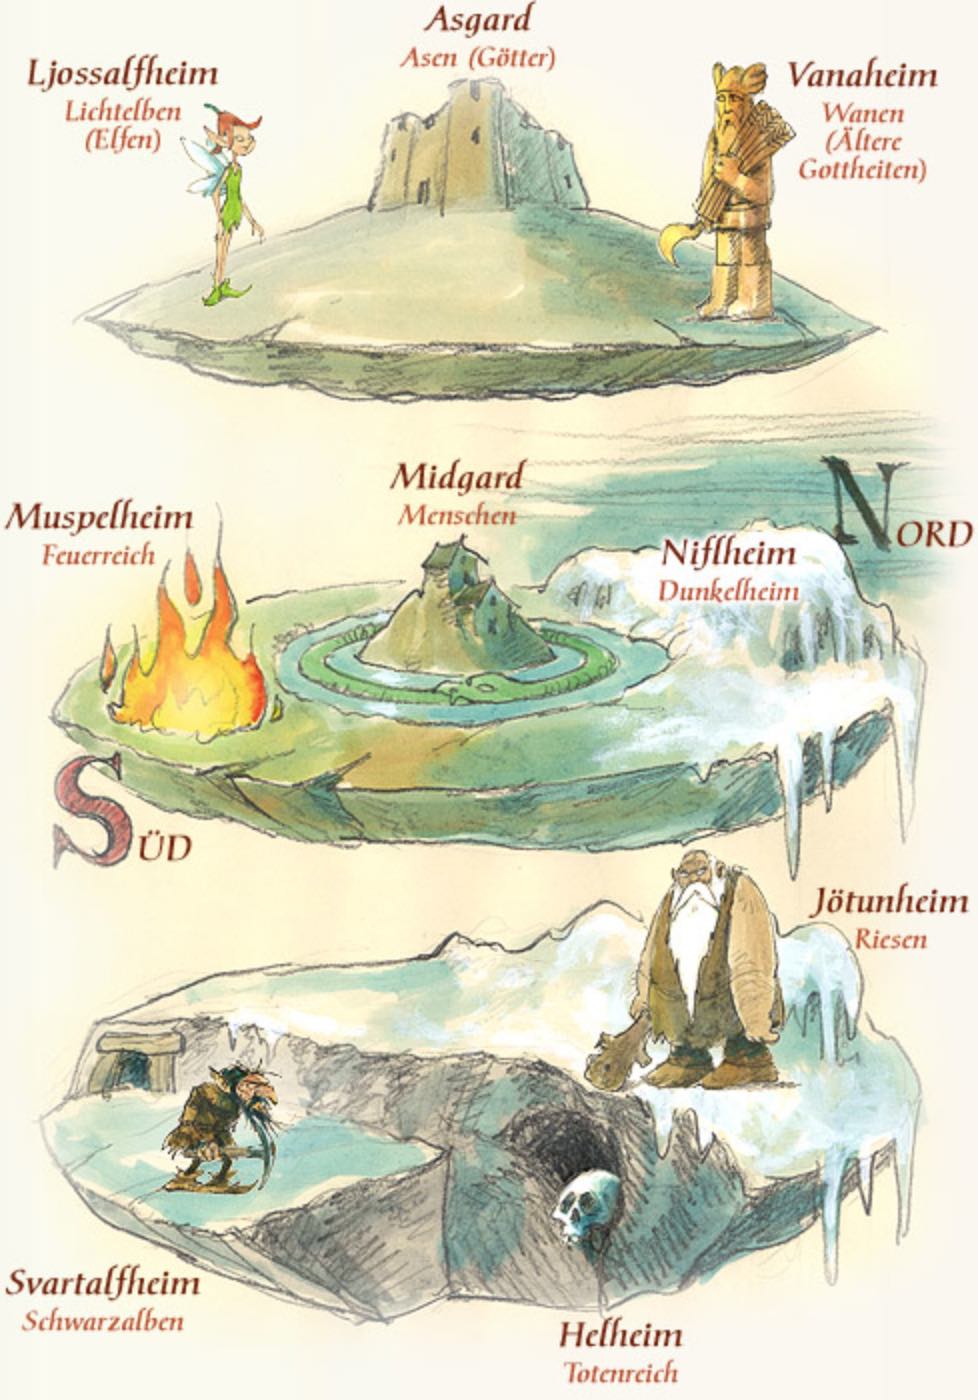 Asgard
Asen (Götter)
Ljossalfheim
Lichtelben
(Elfen)
Vanaheim
Wanen
(Ältere
Gottheiten)
Midgard
Menschen
NORD
Muspelheim
Feuerreich
Niflheim
Dunkelheim
SÜD
Jötunheim
Riesen
Svartalfheim
Schwarzalben
Helheim
Totenreich